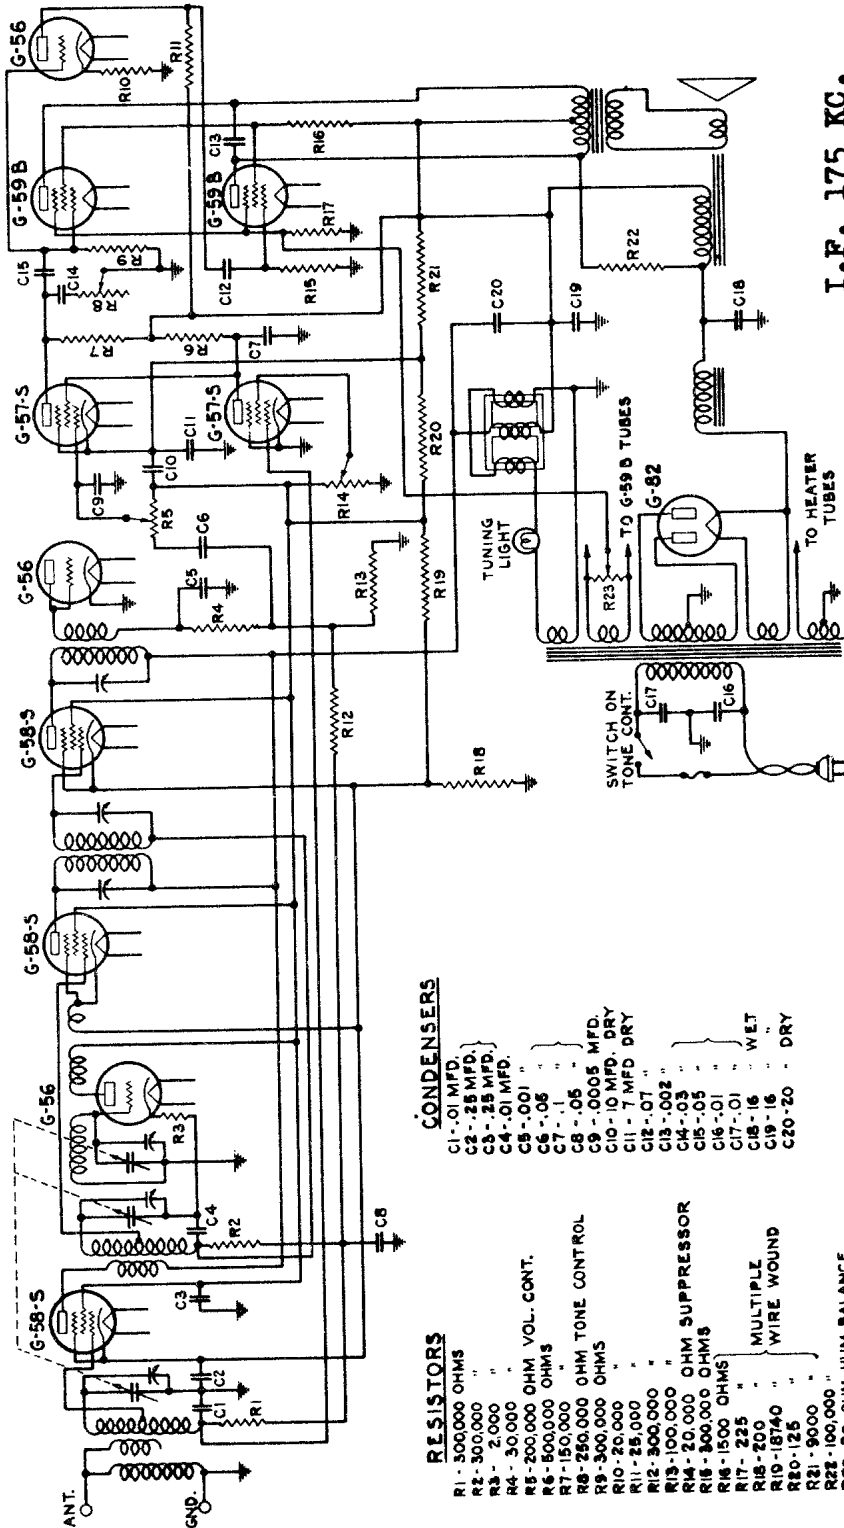 G-58-S
G-56
G-58-S
G-58-S
G-56
G-57-S
G-59 B
G-56
ANT.
GND.
C1
C2
R1
C3
C4
R2
R3
C8
R4
C5
C6
R5
C9
C10
C11
G-57-S
R7
R6
C7
C14
C15
R8
R9
R10
R11
C12
R15
G-59 B
R17
C13
R16
R12
R13
R14
R18
R19
R20
R21
R22
C20
C19
C18
TUNING
LIGHT
R23
TO G-59 B TUBES
G-82
TO HEATER
TUBES
SWITCH ON
TONE CONT.
C17
C16
I.F. 175 KC.
RESISTORS
R1 - 300,000 OHMS
R2 - 300,000 "
R3 - 2,000 "
R4 - 30,000 "
R5 - 200,000 OHM VOL. CONT.
R6 - 500,000 OHMS
R7 - 150,000 "
R8 - 250,000 OHM TONE CONTROL
R9 - 300,000 OHMS
R10 - 20,000 "
R11 - 25,000 "
R12 - 300,000 "
R13 - 100,000 "
R14 - 20,000 OHM SUPPRESSOR
R15 - 300,000 OHMS
R16 - 1500 OHMS
R17 - 225 "
R18 - 200 " MULTIPLE
R19 - 18740 " WIRE WOUND
R20 - 125 "
R21 - 9000 "
R22 - 100,000 "
CONDENSERS
C1 - .01 MFD.
C2 - .25 MFD.
C3 - .25 MFD.
C4 - .01 MFD.
C5 - .001 "
C6 - .05 "
C7 - .1 "
C8 - .05 "
C9 - .0005 MFD.
C10 - 10 MFD. DRY
C11 - 7 MFD DRY
C12 - .07 "
C13 - .002 "
C14 - .03 "
C15 - .05 "
C16 - .01 "
C17 - .01 "
C18 - 16 " WET
C19 - 16 " "
C20 - 20 " DRY